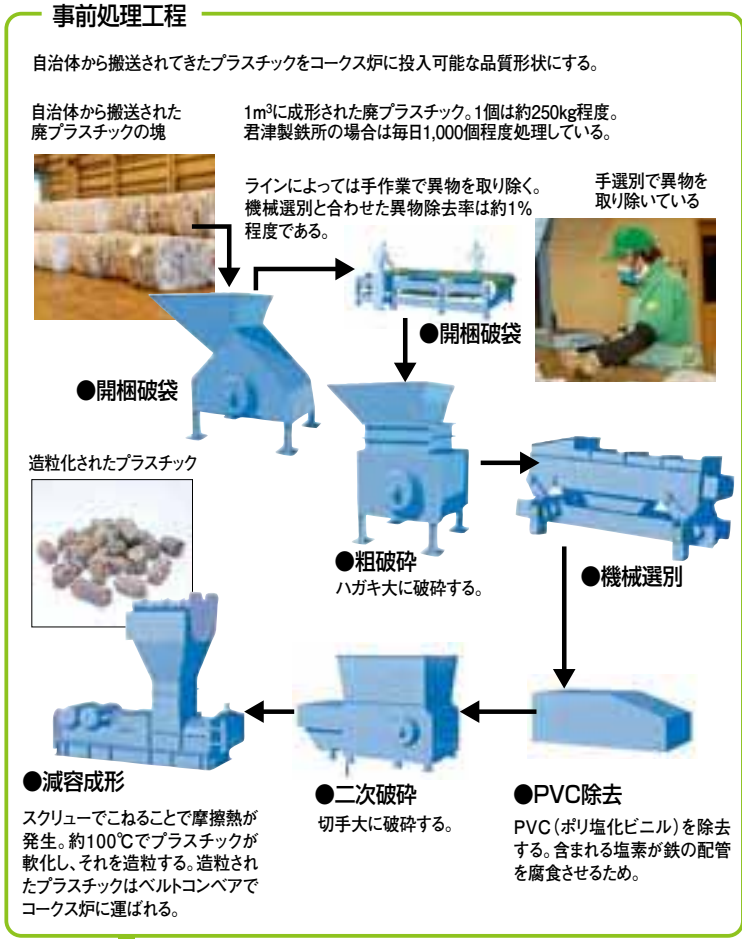 事前処理工程
自治体から搬送されてきたプラスチックをコークス炉に投入可能な品質形状にする。
自治体から搬送された
廃プラスチックの塊
1m³に成形された廃プラスチック。1個は約250kg程度。
君津製鉄所の場合は毎日1,000個程度処理している。
ラインによっては手作業で異物を取り除く。
機械選別と合わせた異物除去率は約1%
程度である。
手選別で異物を
取り除いている
●開梱破袋
●開梱破袋
造粒化されたプラスチック
●粗破砕
ハガキ大に破砕する。
●機械選別
●減容成形
スクリューでこねることで摩擦熱が
発生。約100℃でプラスチックが
軟化し、それを造粒する。造粒され
たプラスチックはベルトコンベアで
コークス炉に運ばれる。
●二次破砕
切手大に破砕する。
●PVC除去
PVC（ポリ塩化ビニル）を除去
する。含まれる塩素が鉄の配管
を腐食させるため。